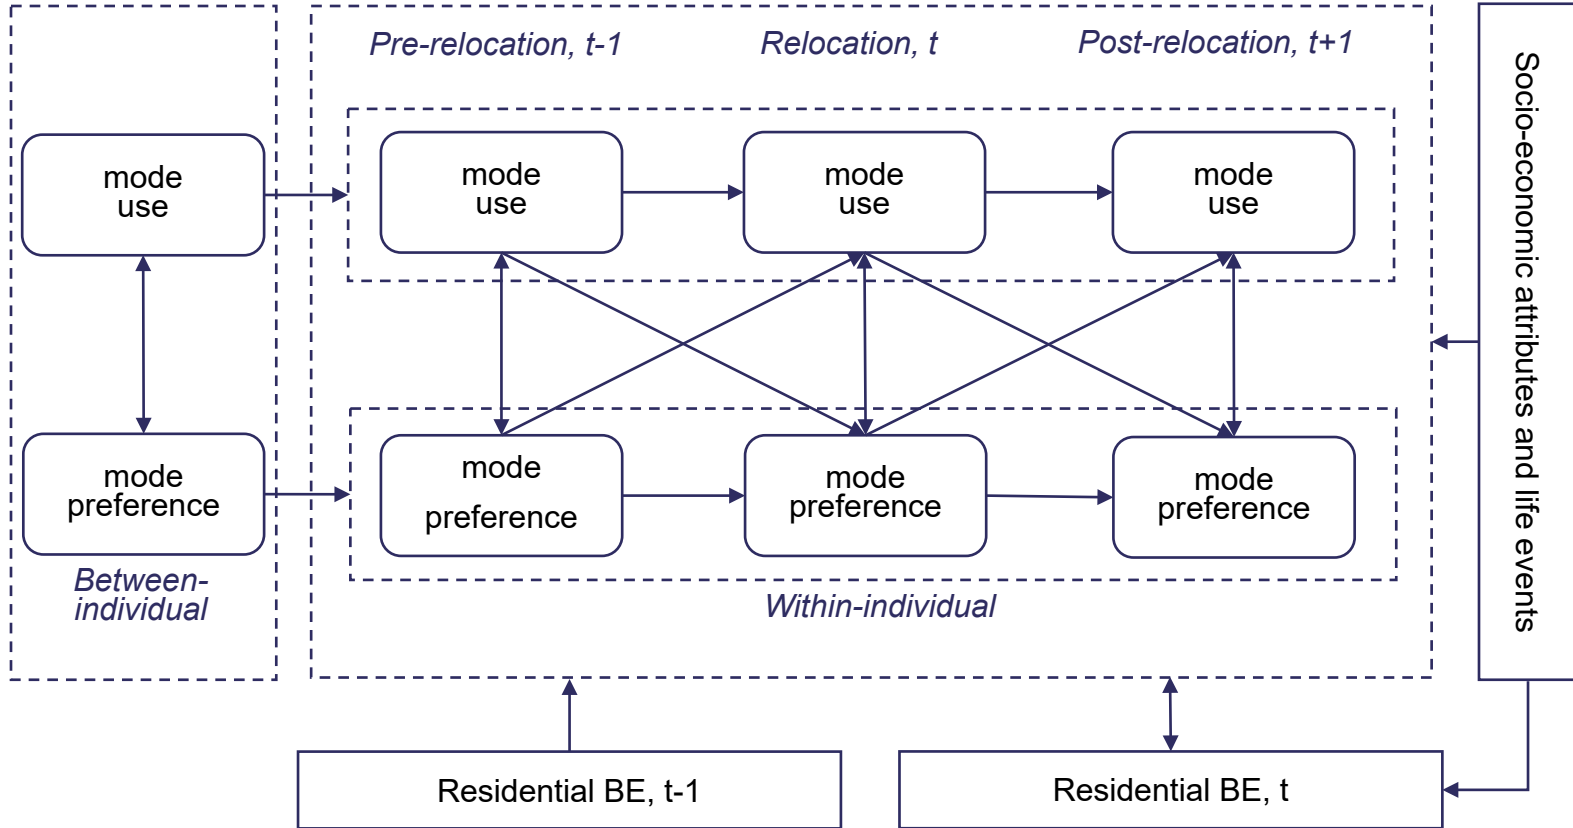 Pre-relocation, t-1
Relocation, t
Post-relocation, t+1
mode
use
mode
use
mode
use
mode
use
mode
preference
mode
preference
mode
preference
mode
preference
Between-
individual
Within-individual
Socio-economic attributes and life events
Residential BE, t-1
Residential BE, t